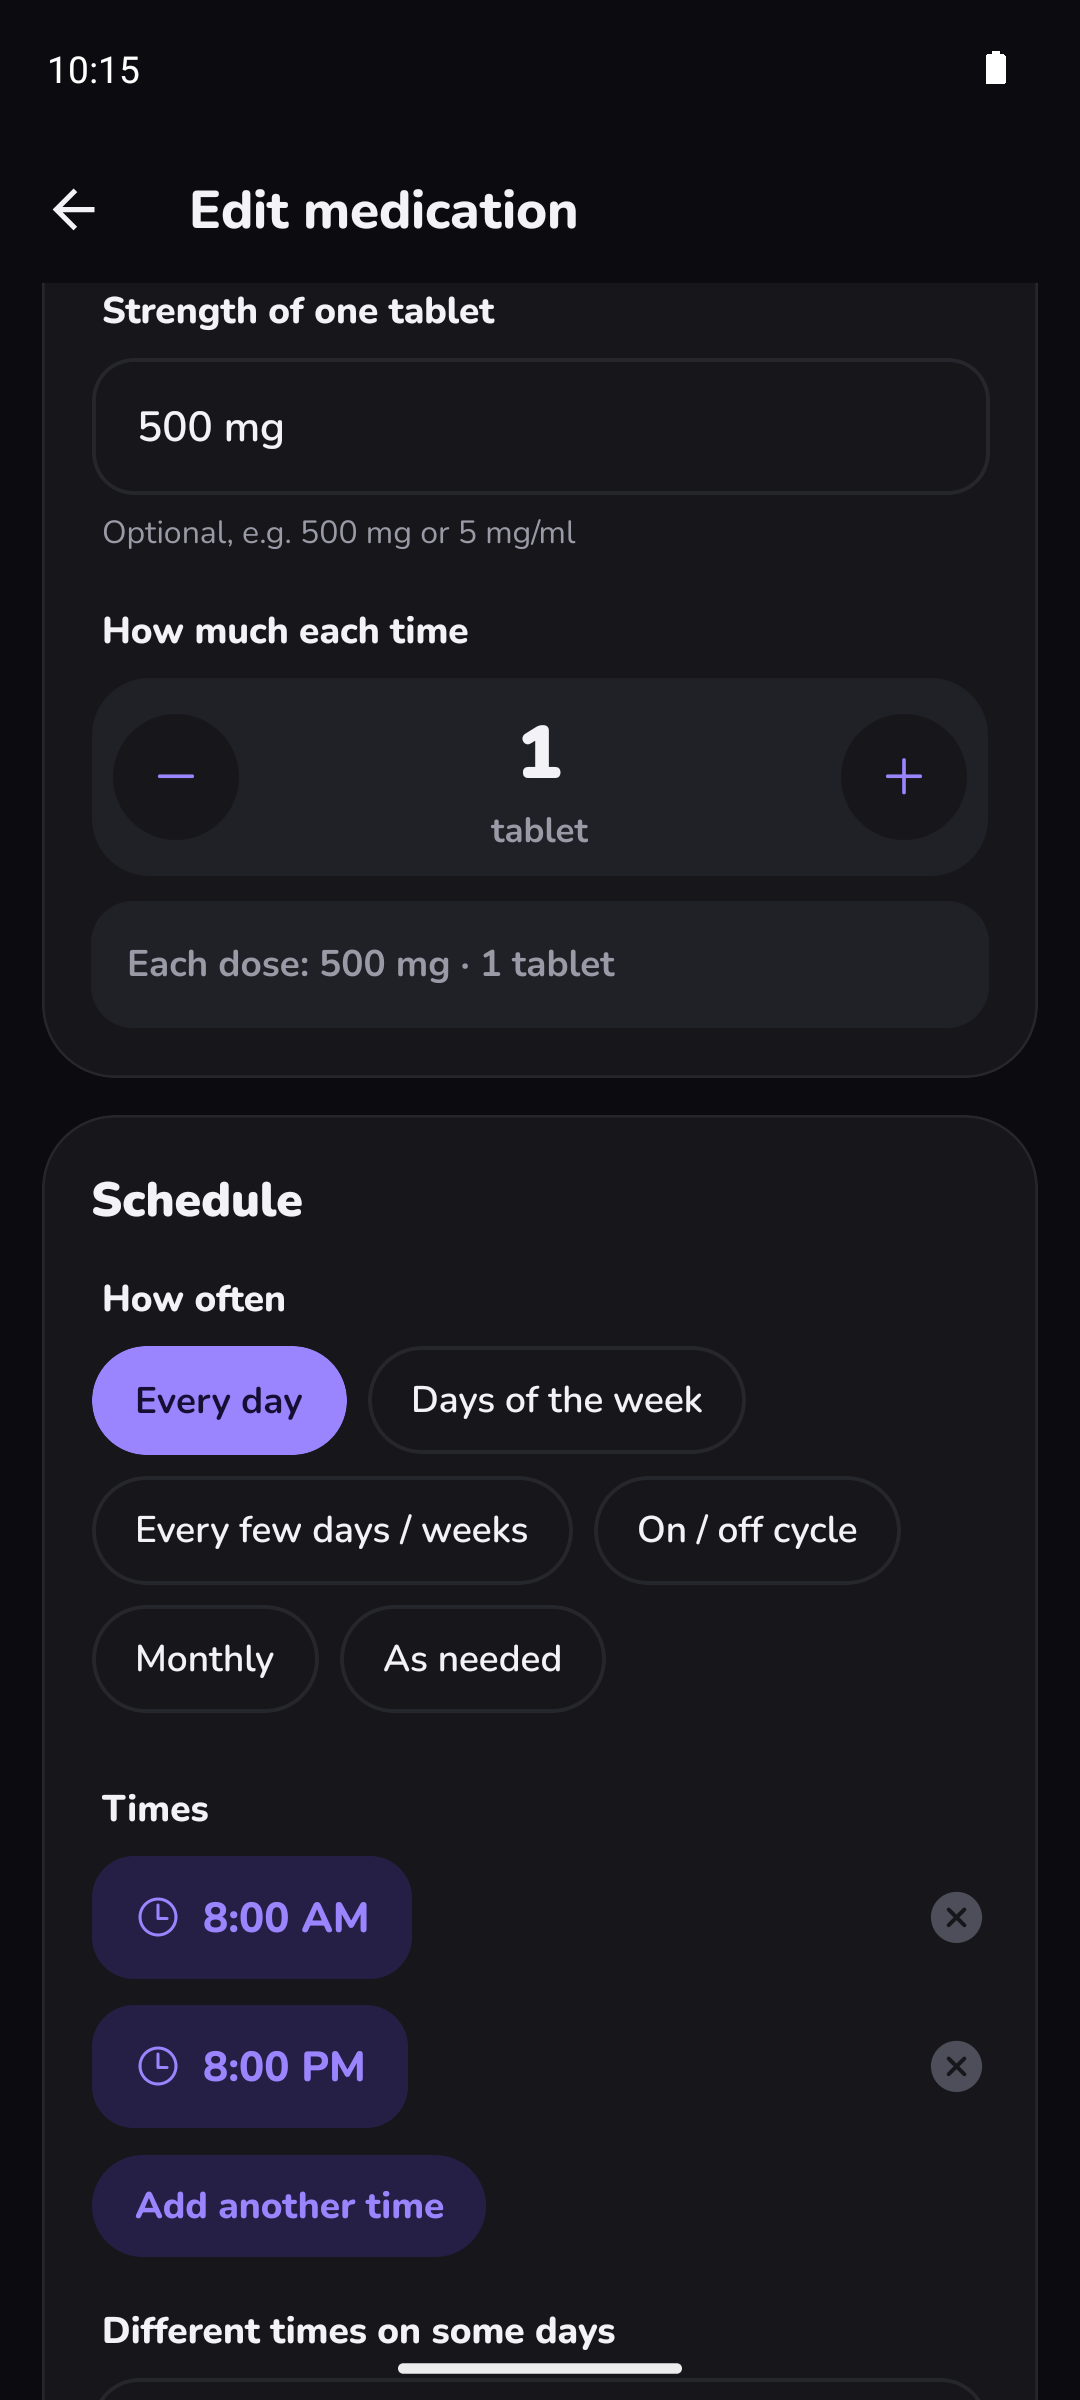 10:15
Edit medication
Strength of one tablet
500 mg
Optional, e.g. 500 mg or 5 mg/ml
How much each time
1
tablet
Each dose: 500 mg · 1 tablet
Schedule
How often
Every day
Days of the week
Every few days / weeks
On / off cycle
Monthly
As needed
Times
8:00 AM
8:00 PM
Add another time
Different times on some days